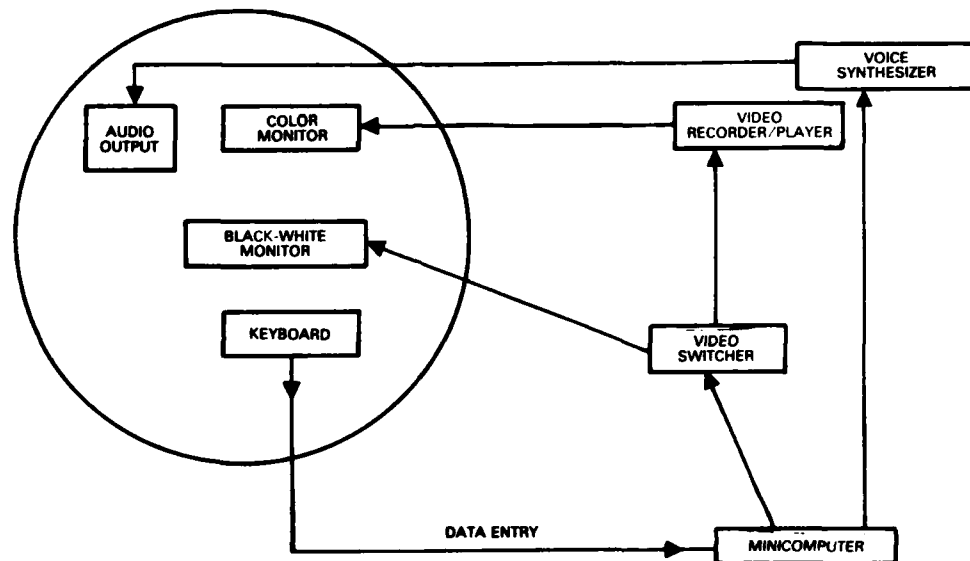 VOICE
SYNTHESIZER
AUDIO
OUTPUT
COLOR
MONITOR
VIDEO
RECORDER/PLAYER
BLACK-WHITE
MONITOR
KEYBOARD
VIDEO
SWITCHER
DATA ENTRY
MINICOMPUTER